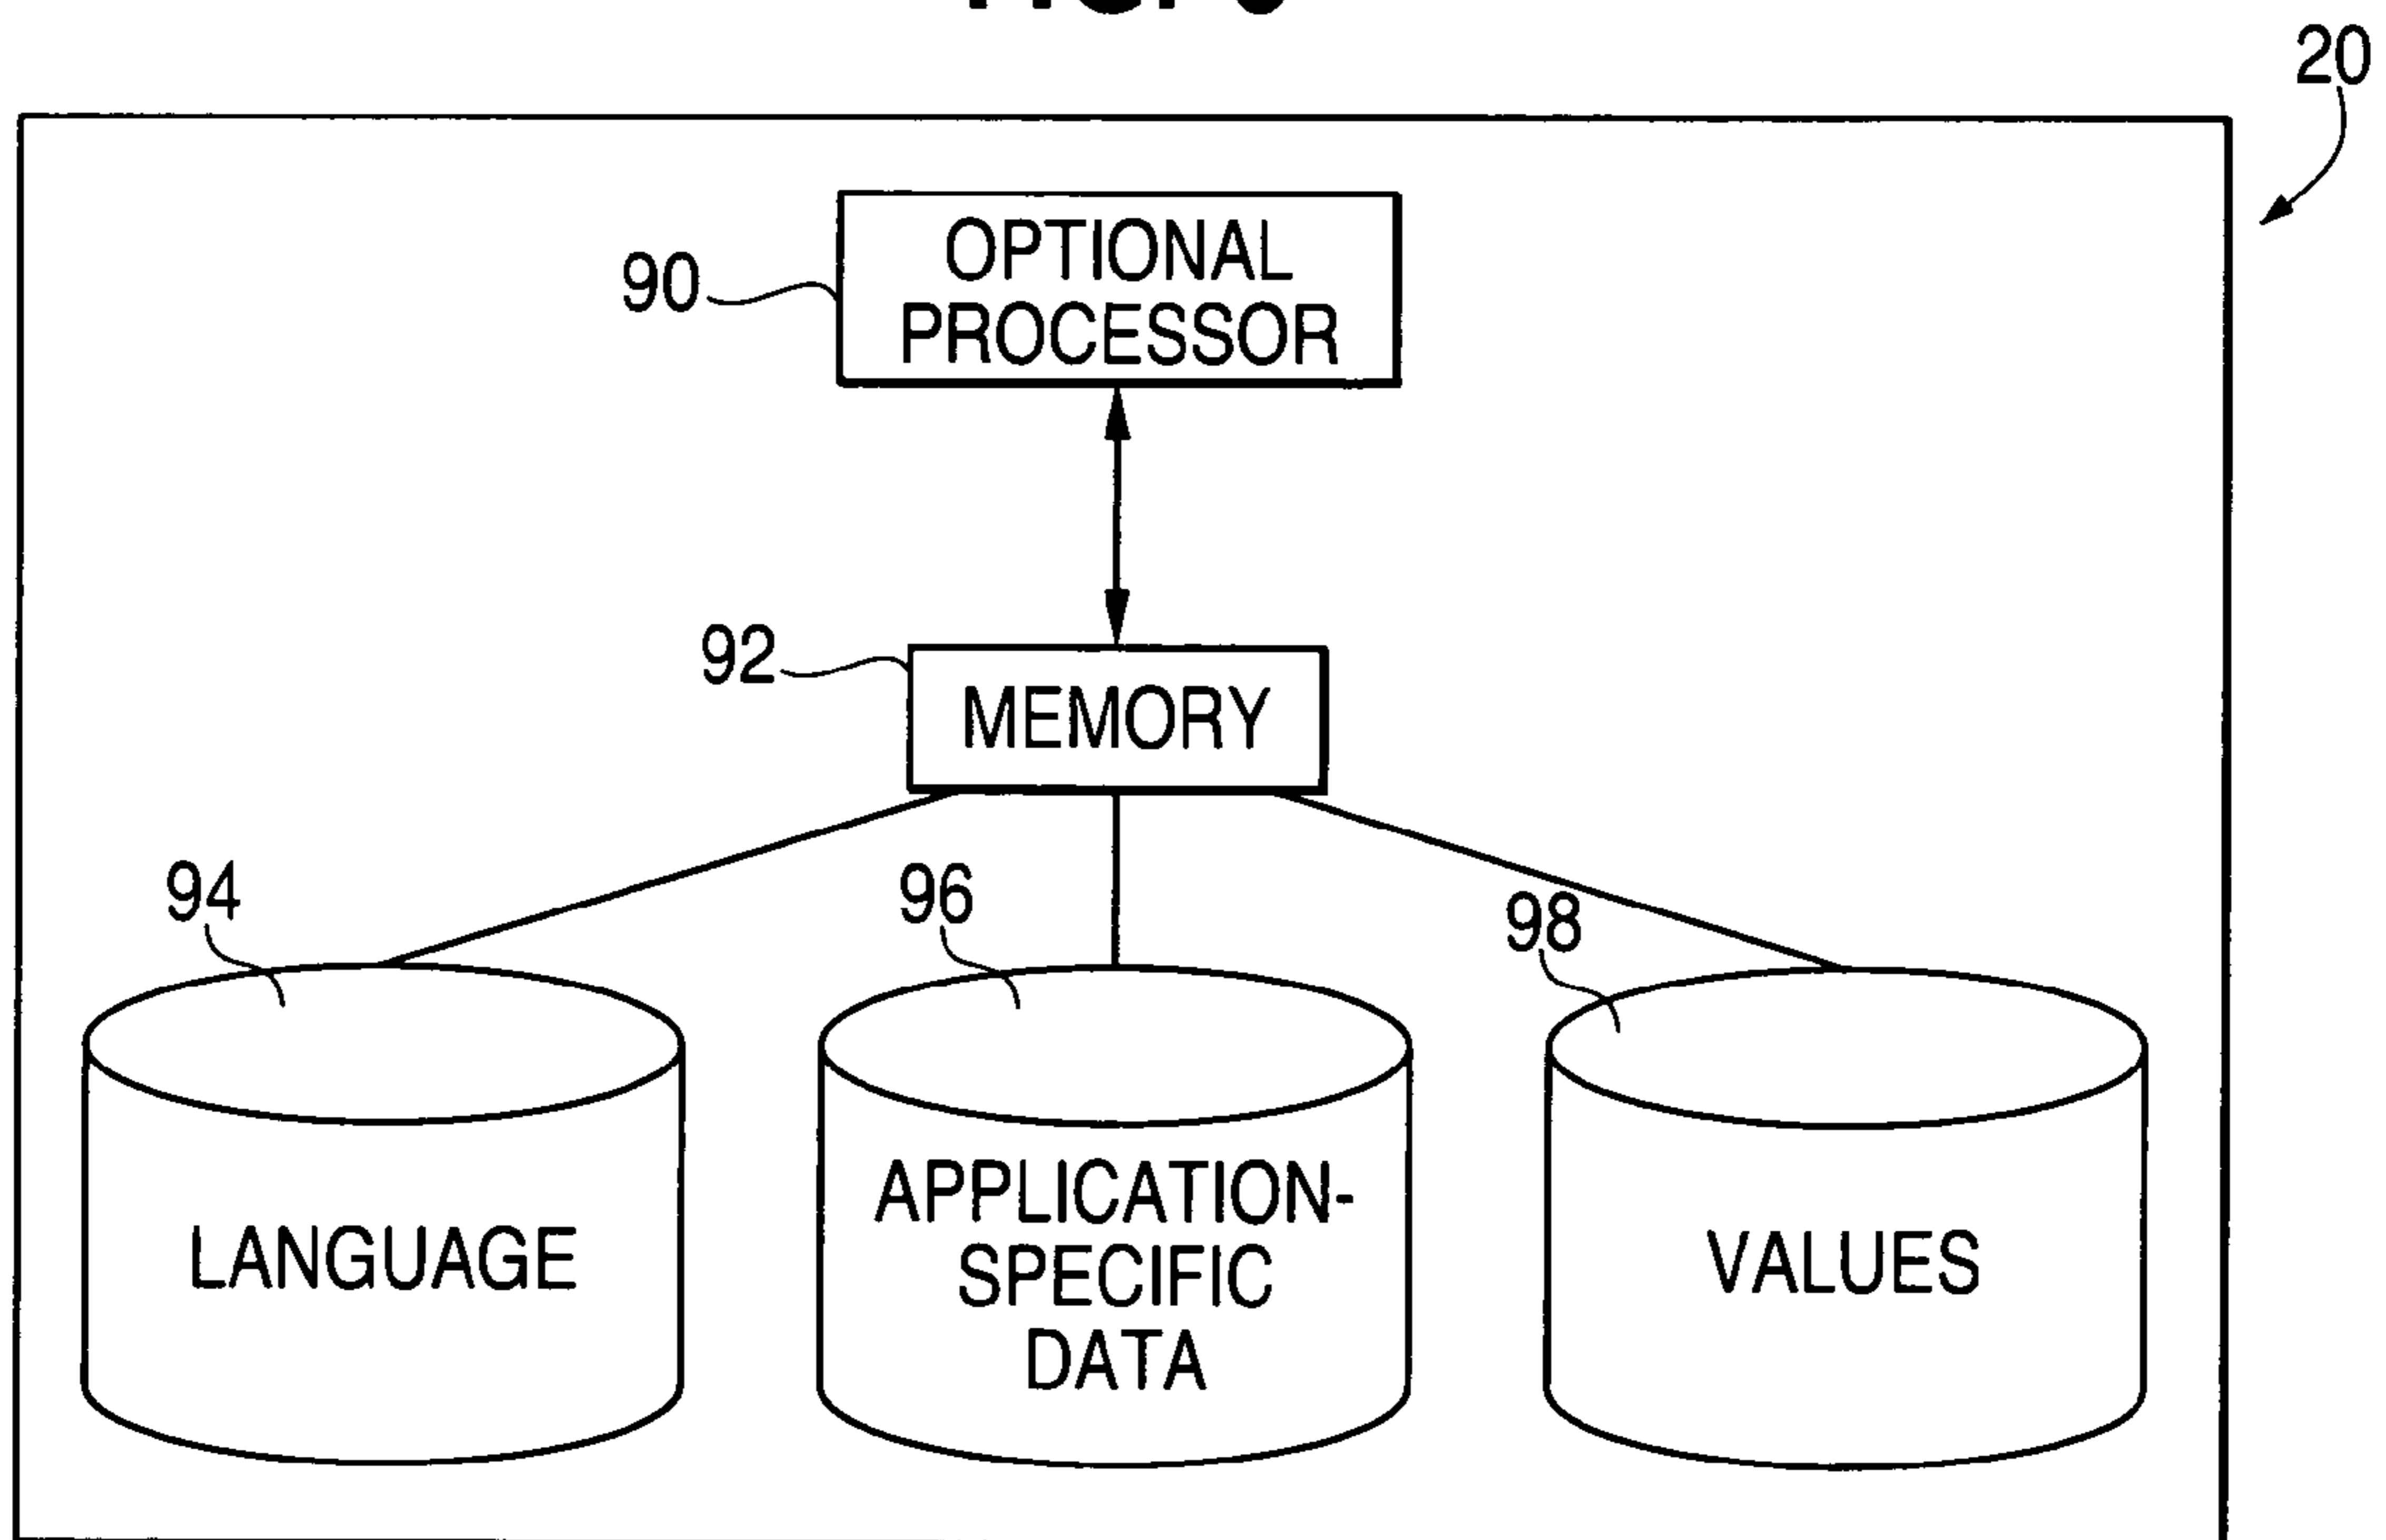 20
90
OPTIONAL
PROCESSOR
92
MEMORY
94
96
98
LANGUAGE
APPLICATION-
SPECIFIC
DATA
VALUES